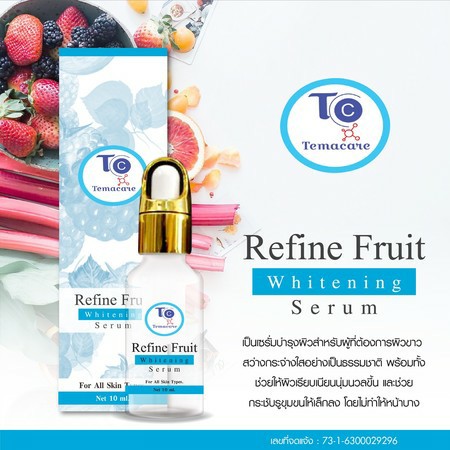 TC
Temacare
Refine Fruit
Whitening
Serum
For All Skin Types.
Net 10 ml.
TC
Temacare
Refine Fruit
Whitening
Serum
For All Skin Types.
Net 10 ml.
TC
Temacare
Refine Fruit
Whitening
Serum
เป็นเซรั่มบำรุงผิวสำหรับผู้ที่ต้องการผิวขาว
สว่างกระจ่างใสอย่างเป็นธรรมชาติ พร้อมทั้ง
ช่วยให้ผิวเรียบเนียนนุ่มนวลขึ้น และช่วย
กระชับรูขุมขนให้เล็กลง โดยไม่ทำให้หน้าบาง
เลขที่จดแจ้ง : 73-1-6300029296